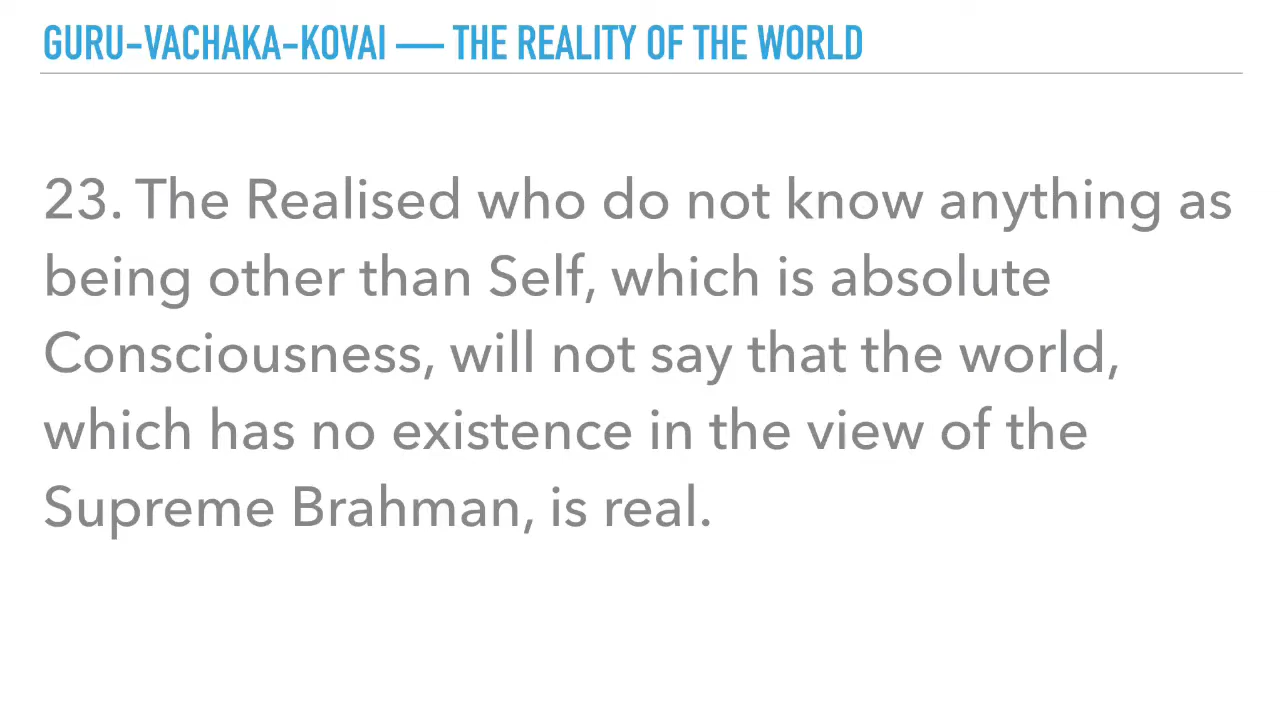 GURU-VACHAKA-KOVAI — THE REALITY OF THE WORLD
23. The Realised who do not know anything as
being other than Self, which is absolute
Consciousness, will not say that the world,
which has no existence in the view of the
Supreme Brahman, is real.